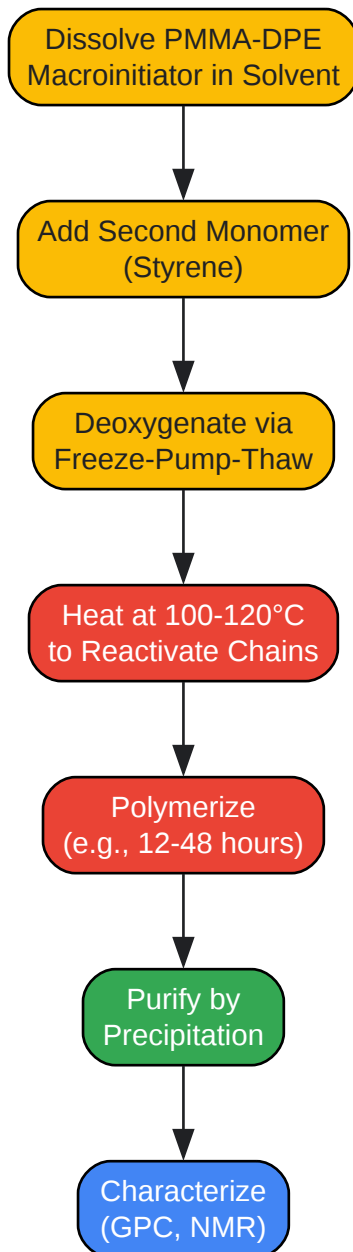 Dissolve PMMA-DPE
Macroinitiator in Solvent
Add Second Monomer
(Styrene)
Deoxygenate via
Freeze-Pump-Thaw
Heat at 100-120°C
to Reactivate Chains
Polymerize
(e.g., 12-48 hours)
Purify by
Precipitation
Characterize
(GPC, NMR)